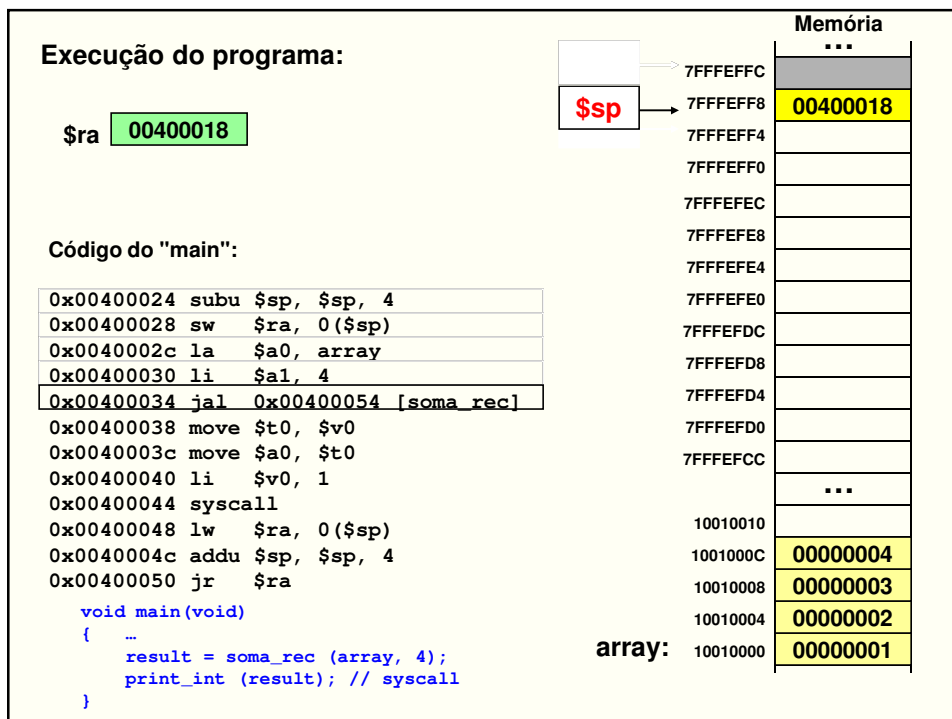 Execução do programa:
$ra 00400018
Código do "main":
0x00400024 subu $sp, $sp, 4
0x00400028 sw $ra, 0($sp)
0x0040002c la $a0, array
0x00400030 li $a1, 4
0x00400034 jal 0x00400054 [soma_rec]
0x00400038 move $t0, $v0
0x0040003c move $a0, $t0
0x00400040 li $v0, 1
0x00400044 syscall
0x00400048 lw $ra, 0($sp)
0x0040004c addu $sp, $sp, 4
0x00400050 jr $ra
void main(void)
{ …
result = soma_rec (array, 4);
print_int (result); // syscall
}
Memória
...
7FFFEFFC
$sp 7FFFEFF8 00400018
7FFFEFF4
7FFFEFF0
7FFFEFEC
7FFFEFE8
7FFFEFE4
7FFFEFE0
7FFFEFDC
7FFFEFD8
7FFFEFD4
7FFFEFD0
7FFFEFCC
...
10010010
1001000C 00000004
10010008 00000003
10010004 00000002
array: 10010000 00000001